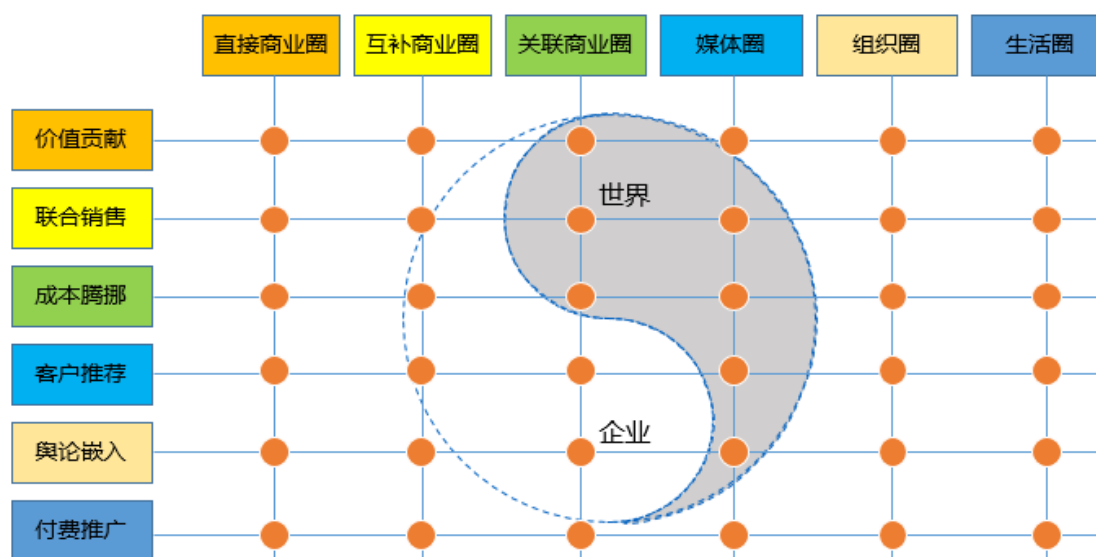 直接商业圈
互补商业圈
关联商业圈
媒体圈
组织圈
生活圈
价值贡献
世界
联合销售
成本腾挪
客户推荐
企业
舆论嵌入
付费推广